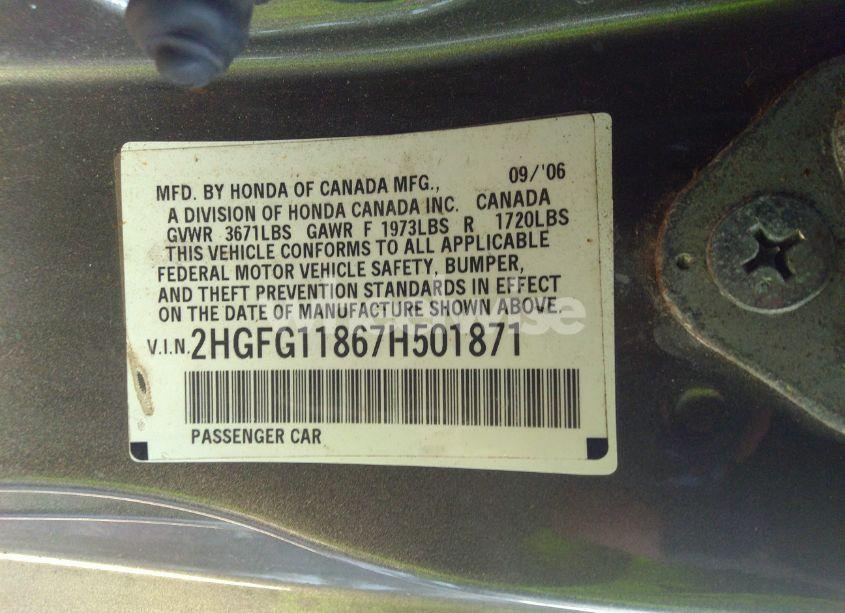 MFD. BY HONDA OF CANADA MFG., 09/'06
A DIVISION OF HONDA CANADA INC. CANADA
GVWR 3671LBS GAWR F 1973LBS R 1720LBS
THIS VEHICLE CONFORMS TO ALL APPLICABLE
FEDERAL MOTOR VEHICLE SAFETY, BUMPER,
AND THEFT PREVENTION STANDARDS IN EFFECT
ON THE DATE OF MANUFACTURE SHOWN ABOVE.
V.I.N. 2HGFG11867H501871
PASSENGER CAR